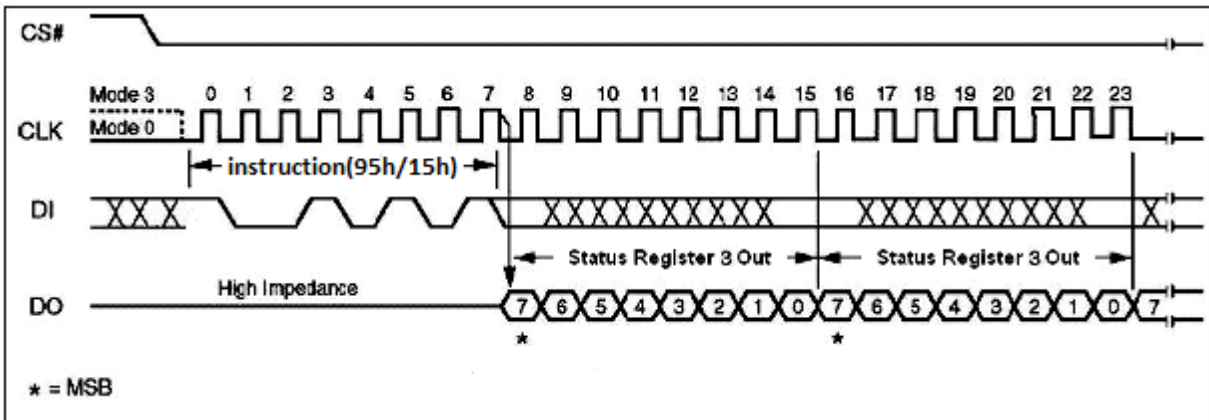 CS#
Mode 3
0 1 2 3 4 5 6 7 8 9 10 11 12 13 14 15 16 17 18 19 20 21 22 23
CLK
Mode 0
instruction(95h/15h)
DI
Status Register 3 Out Status Register 3 Out
High Impedance
DO
7 6 5 4 3 2 1 0 7 6 5 4 3 2 1 0 7
* *
* = MSB